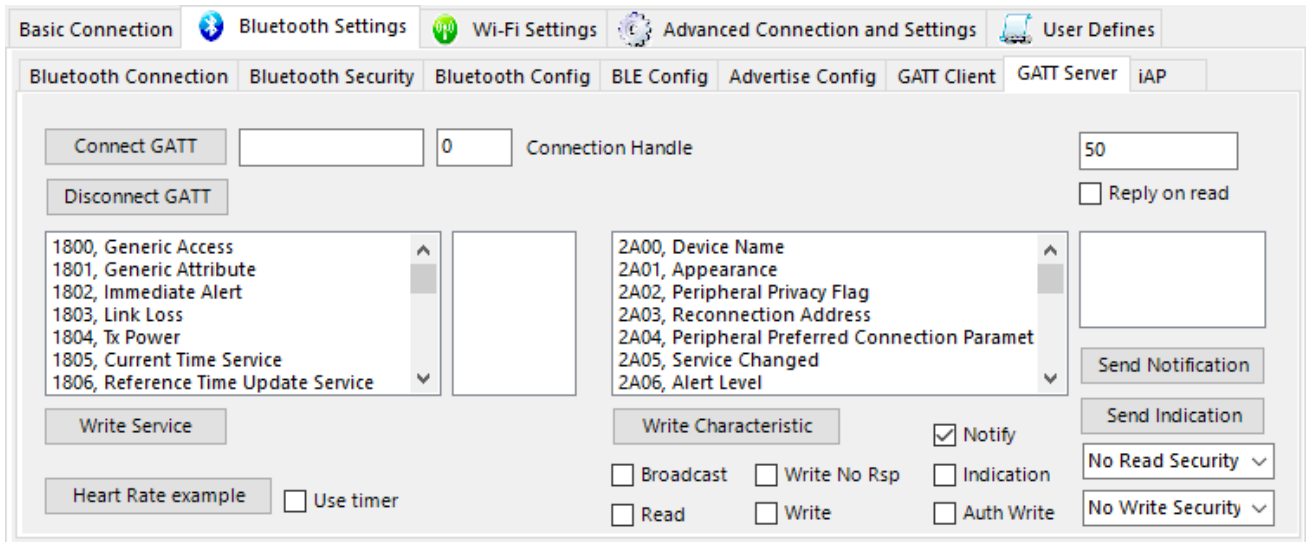 Basic Connection Bluetooth Settings Wi-Fi Settings Advanced Connection and Settings User Defines
Bluetooth Connection Bluetooth Security Bluetooth Config BLE Config Advertise Config GATT Client GATT Server iAP
Connect GATT 0 Connection Handle 50
Disconnect GATT Reply on read
1800, Generic Access
1801, Generic Attribute
1802, Immediate Alert
1803, Link Loss
1804, Tx Power
1805, Current Time Service
1806, Reference Time Update Service
2A00, Device Name
2A01, Appearance
2A02, Peripheral Privacy Flag
2A03, Reconnection Address
2A04, Peripheral Preferred Connection Paramet
2A05, Service Changed
2A06, Alert Level
Send Notification
Send Indication
Write Service Write Characteristic Notify
No Read Security
Broadcast Write No Rsp Indication
Heart Rate example Use timer
Read Write Auth Write No Write Security